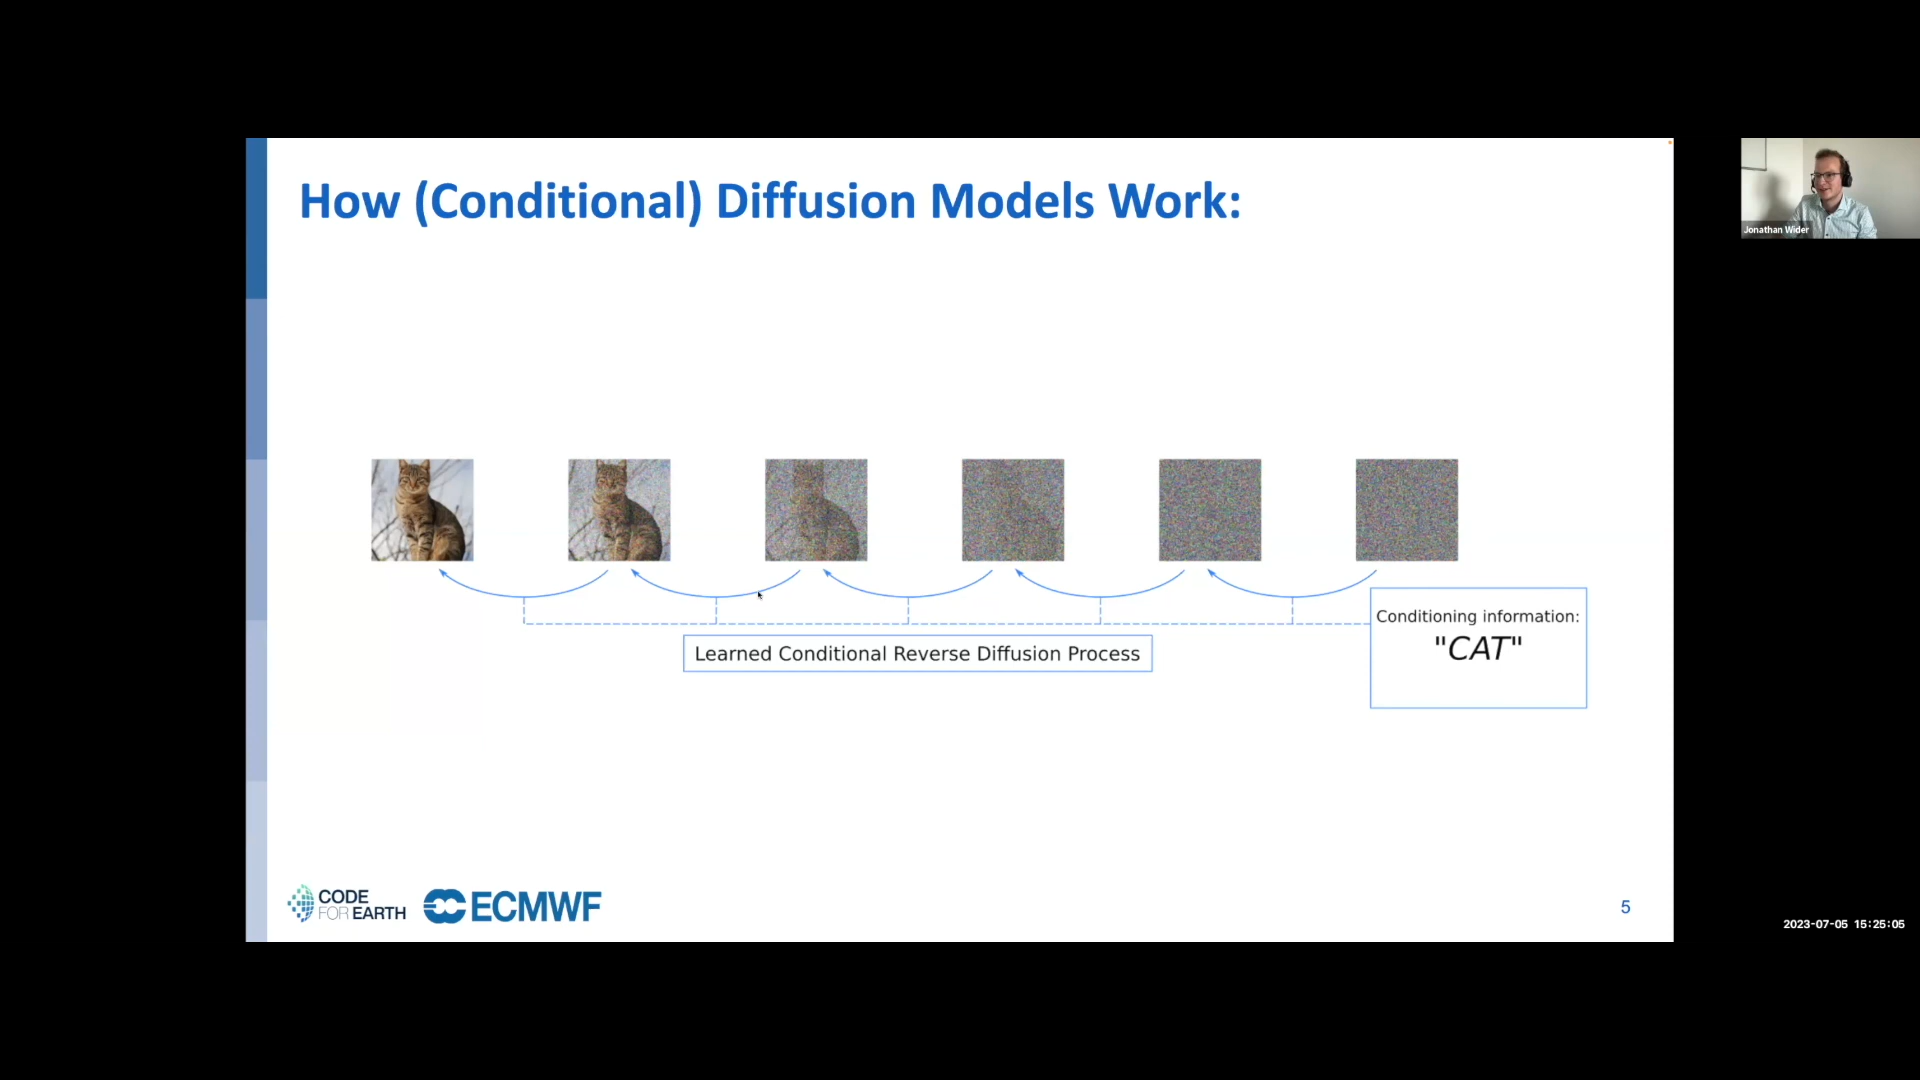 How (Conditional) Diffusion Models Work:
Jonathan Wider
Conditioning information:
"CAT"
Learned Conditional Reverse Diffusion Process
CODE
FOR EARTH
ECMWF
5
2023-07-05 15:25:05